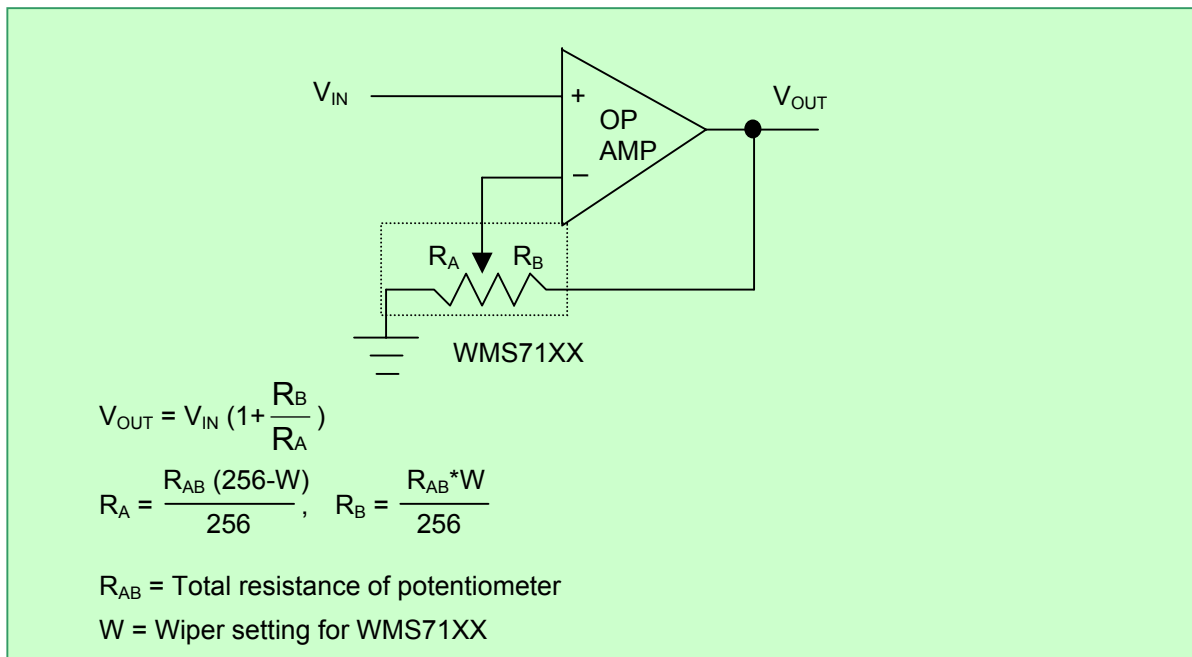 V_IN
+
OP
AMP
−
V_OUT
R_A R_B
WMS71XX
V_OUT = V_IN (1+ R_B / R_A )
R_A = R_AB (256-W) / 256 , R_B = R_AB*W / 256
R_AB = Total resistance of potentiometer
W = Wiper setting for WMS71XX